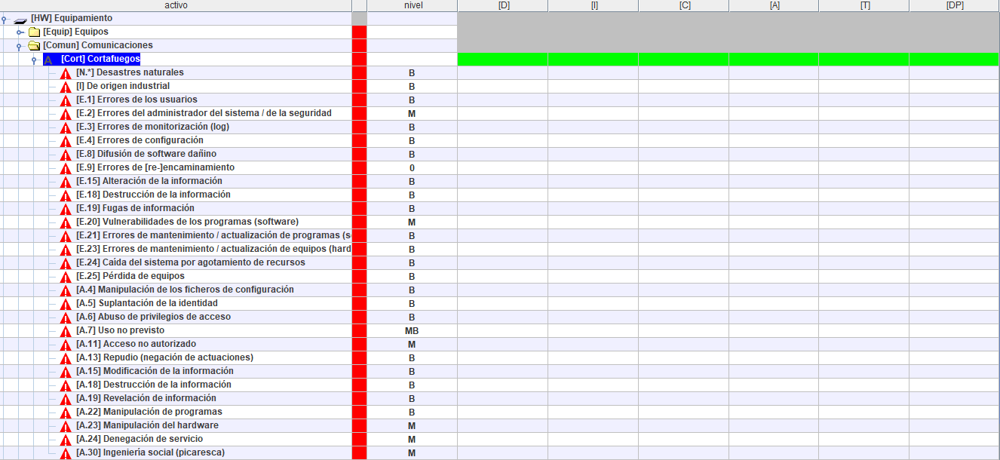 activo nivel [D] [I] [C] [A] [T] [DP]
[HW] Equipamiento
[Equip] Equipos
[Comun] Comunicaciones
A [Cort] Cortafuegos
[N.*] Desastres naturales B
[I] De origen industrial B
[E.1] Errores de los usuarios B
[E.2] Errores del administrador del sistema / de la seguridad M
[E.3] Errores de monitorización (log) B
[E.4] Errores de configuración B
[E.8] Difusión de software dañino B
[E.9] Errores de [re-]encaminamiento 0
[E.15] Alteración de la información B
[E.18] Destrucción de la información B
[E.19] Fugas de información B
[E.20] Vulnerabilidades de los programas (software) M
[E.21] Errores de mantenimiento / actualización de programas (s B
[E.23] Errores de mantenimiento / actualización de equipos (hard B
[E.24] Caída del sistema por agotamiento de recursos B
[E.25] Pérdida de equipos B
[A.4] Manipulación de los ficheros de configuración B
[A.5] Suplantación de la identidad B
[A.6] Abuso de privilegios de acceso B
[A.7] Uso no previsto MB
[A.11] Acceso no autorizado M
[A.13] Repudio (negación de actuaciones) B
[A.15] Modificación de la información B
[A.18] Destrucción de la información B
[A.19] Revelación de información B
[A.22] Manipulación de programas B
[A.23] Manipulación del hardware M
[A.24] Denegación de servicio M
[A.30] Ingeniería social (picaresca) M